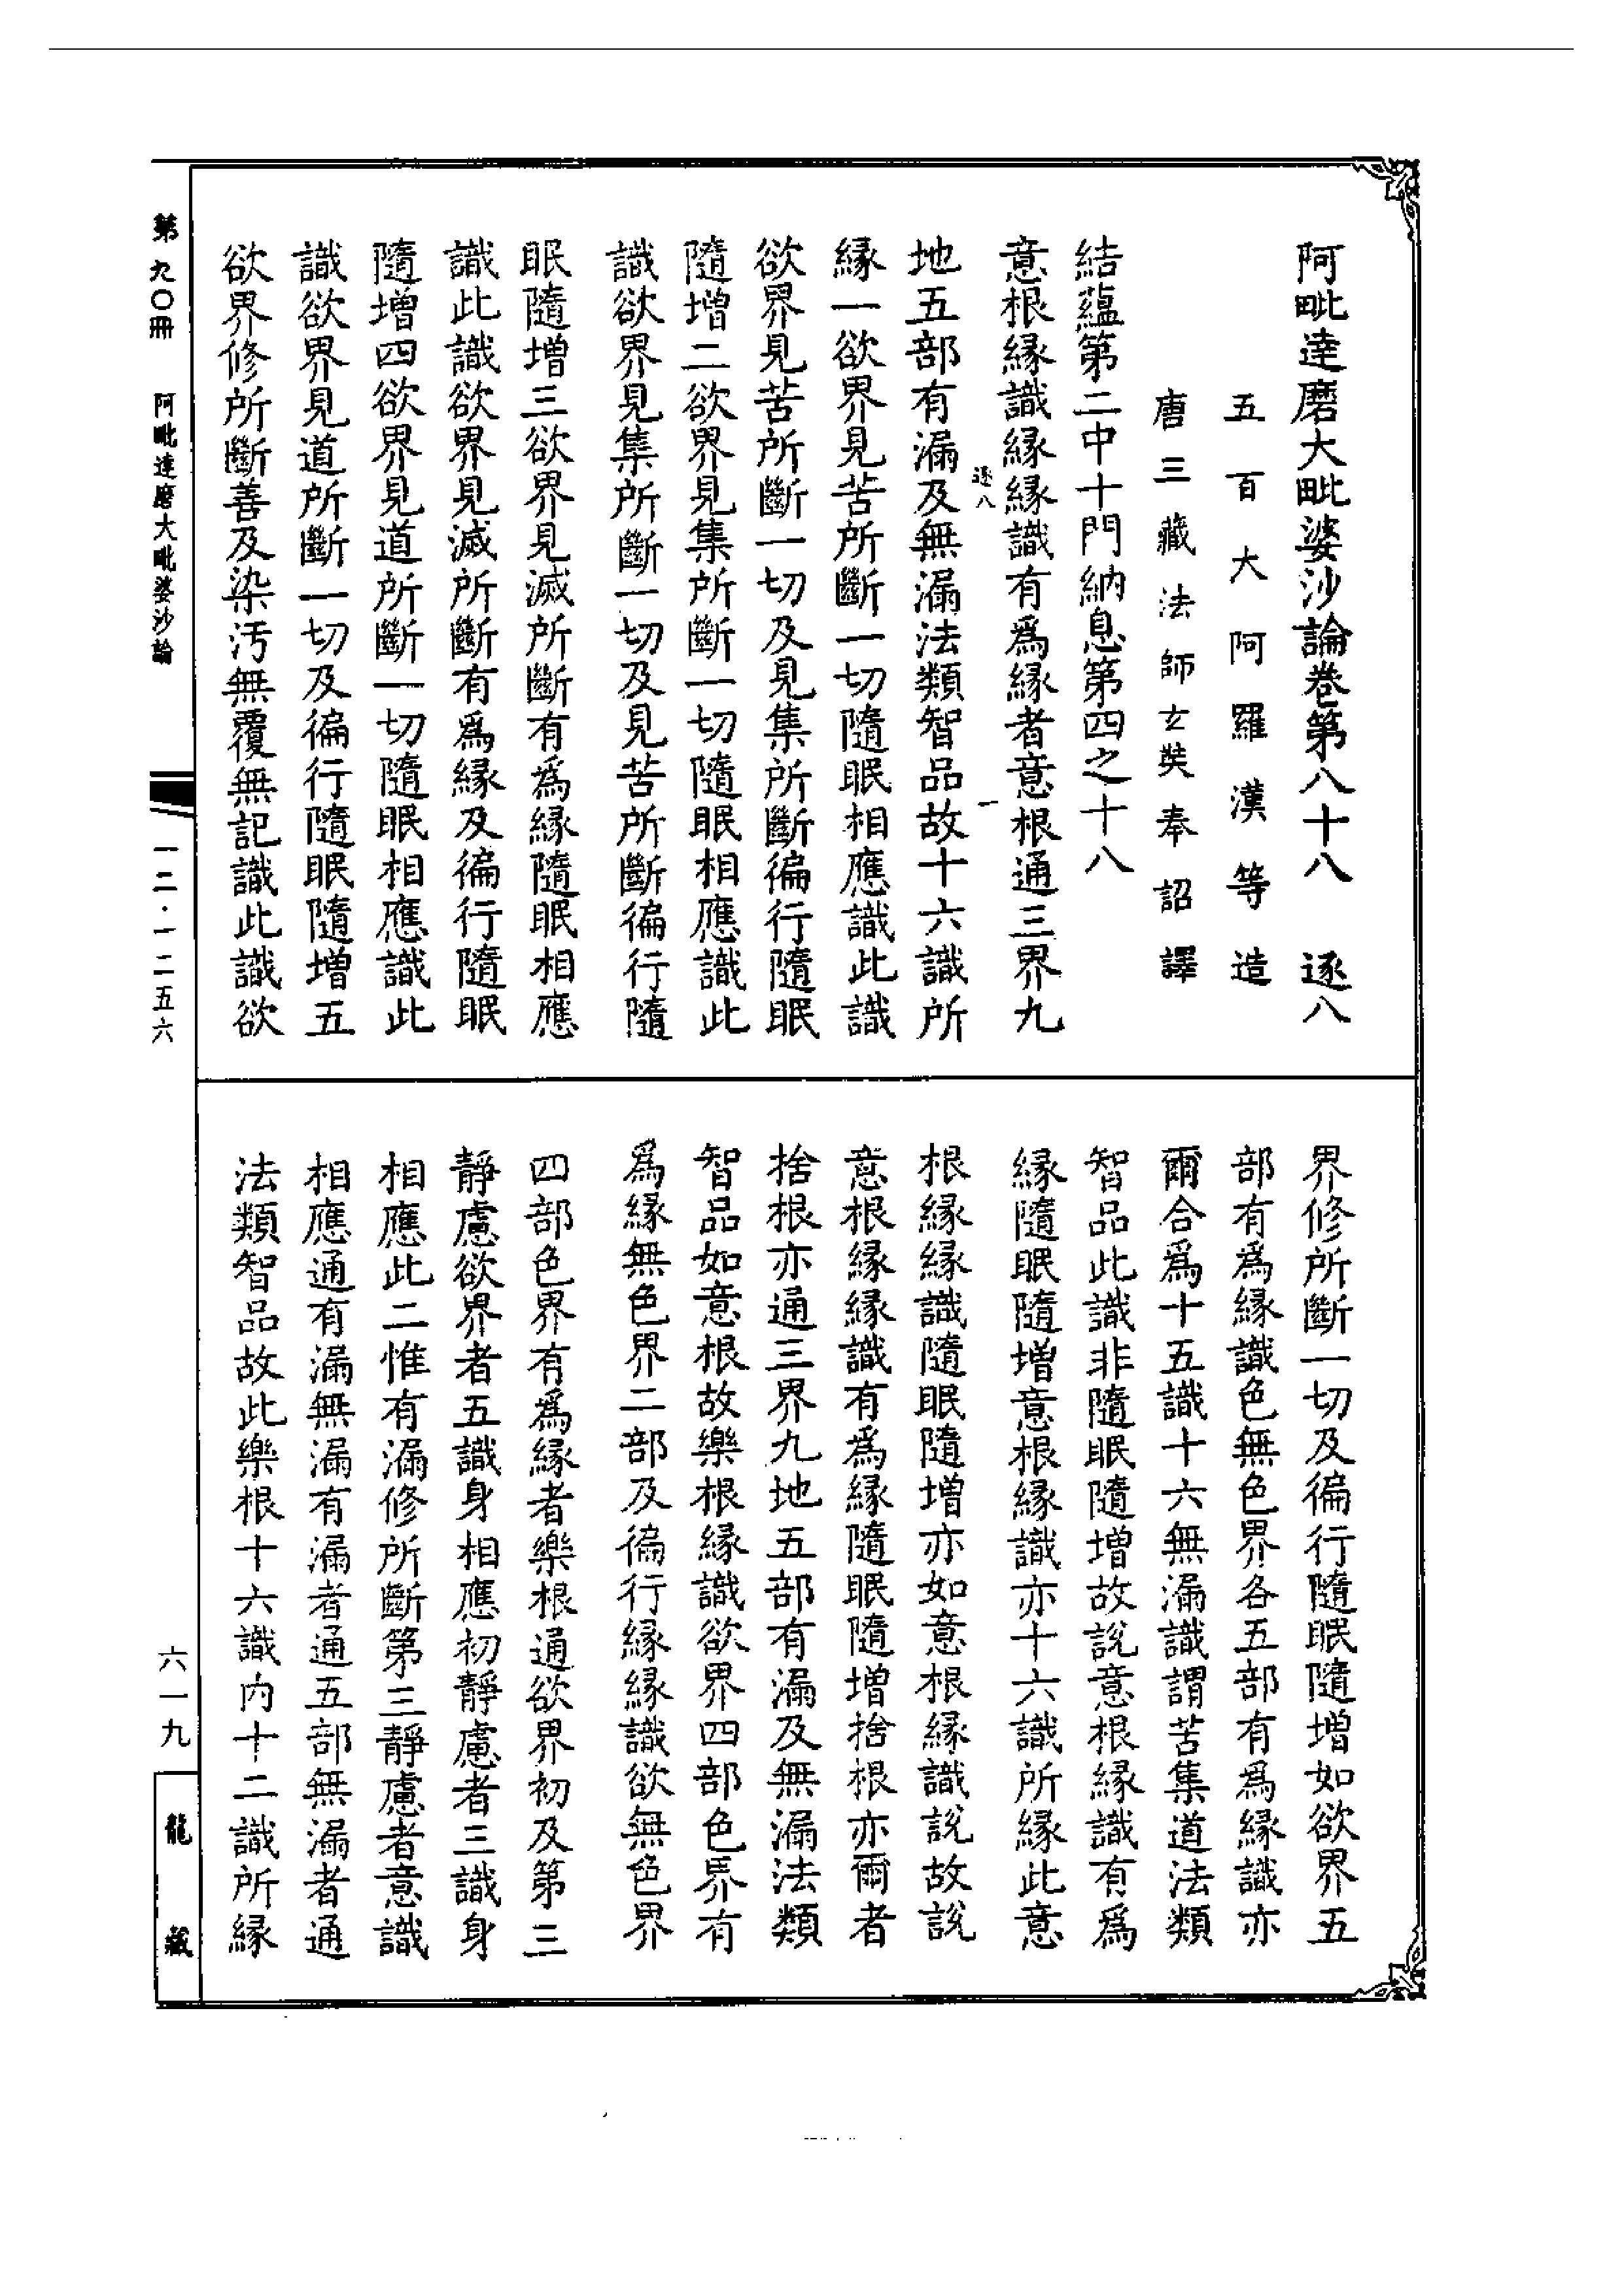 阿毗達磨大毗婆沙論卷第八十八　逐八
五百大阿羅漢等造
唐三藏法師玄奘奉詔譯
結蘊第二中十門納息第四之十八
意根緣識緣緣識有爲緣者意根通三界九
逐八　一
地五部有漏及無漏法類智品故十六識所
緣一欲界見苦所斷一切隨眠相應識此識
欲界見苦所斷一切及見集所斷徧行隨眠
隨增二欲界見集所斷一切隨眠相應識此
識欲界見集所斷一切及見苦所斷徧行隨
眠隨增三欲界見滅所斷有爲緣隨眠相應
識此識欲界見滅所斷有爲緣及徧行隨眠
隨增四欲界見道所斷一切隨眠相應識此
識欲界見道所斷一切及徧行隨眠隨增五
欲界修所斷善及染汚無覆無記識此識欲
界修所斷一切及徧行隨眠隨增如欲界五
部有爲緣識色無色界各五部有爲緣識亦
爾合爲十五識十六無漏識謂苦集道法類
智品此識非隨眠隨增故說意根緣識有爲
緣隨眠隨增意根緣識亦十六識所緣此意
根緣緣識隨眠隨增亦如意根緣識說故說
意根緣緣識有爲緣隨眠隨增捨根亦爾者
捨根亦通三界九地五部有漏及無漏法類
智品如意根故樂根緣識欲界四部色界有
爲緣無色界二部及徧行緣緣識欲無色界
四部色界有爲緣者樂根通欲界初及第三
靜慮欲界者五識身相應初靜慮者三識身
相應此二惟有漏修所斷第三靜慮者意識
相應通有漏無漏有漏者通五部無漏者通
法類智品故此樂根十六識內十二識所緣
第九〇冊　阿毗達磨大毗婆沙論
一二·一二五六
六一九
龍藏